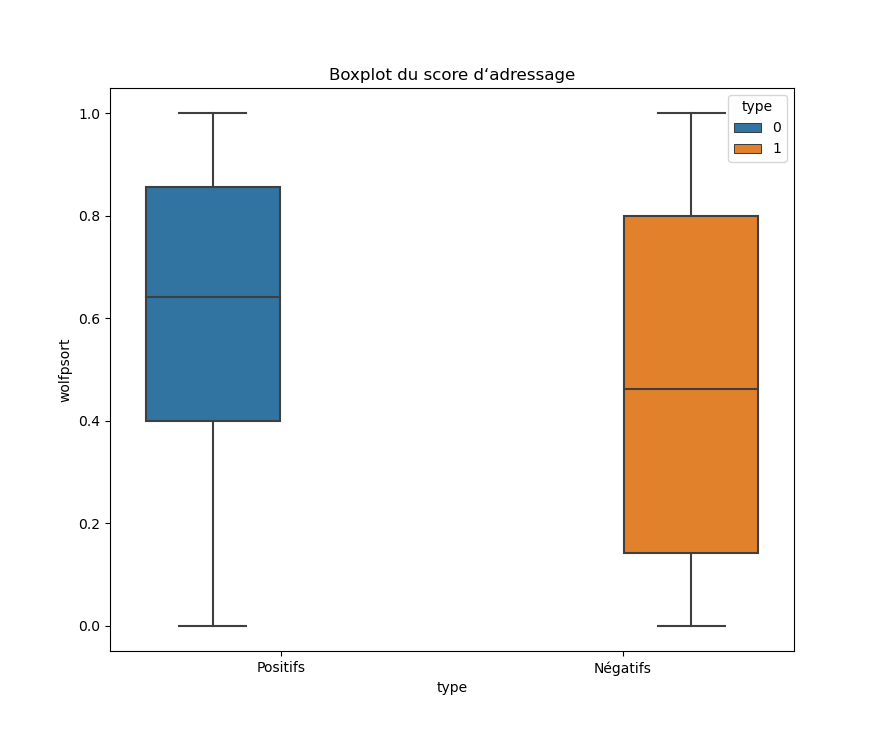 Boxplot du score d‘adressage
type
0
1
1.0
0.8
0.6
0.4
0.2
0.0
wolfpsort
Positifs
Négatifs
type